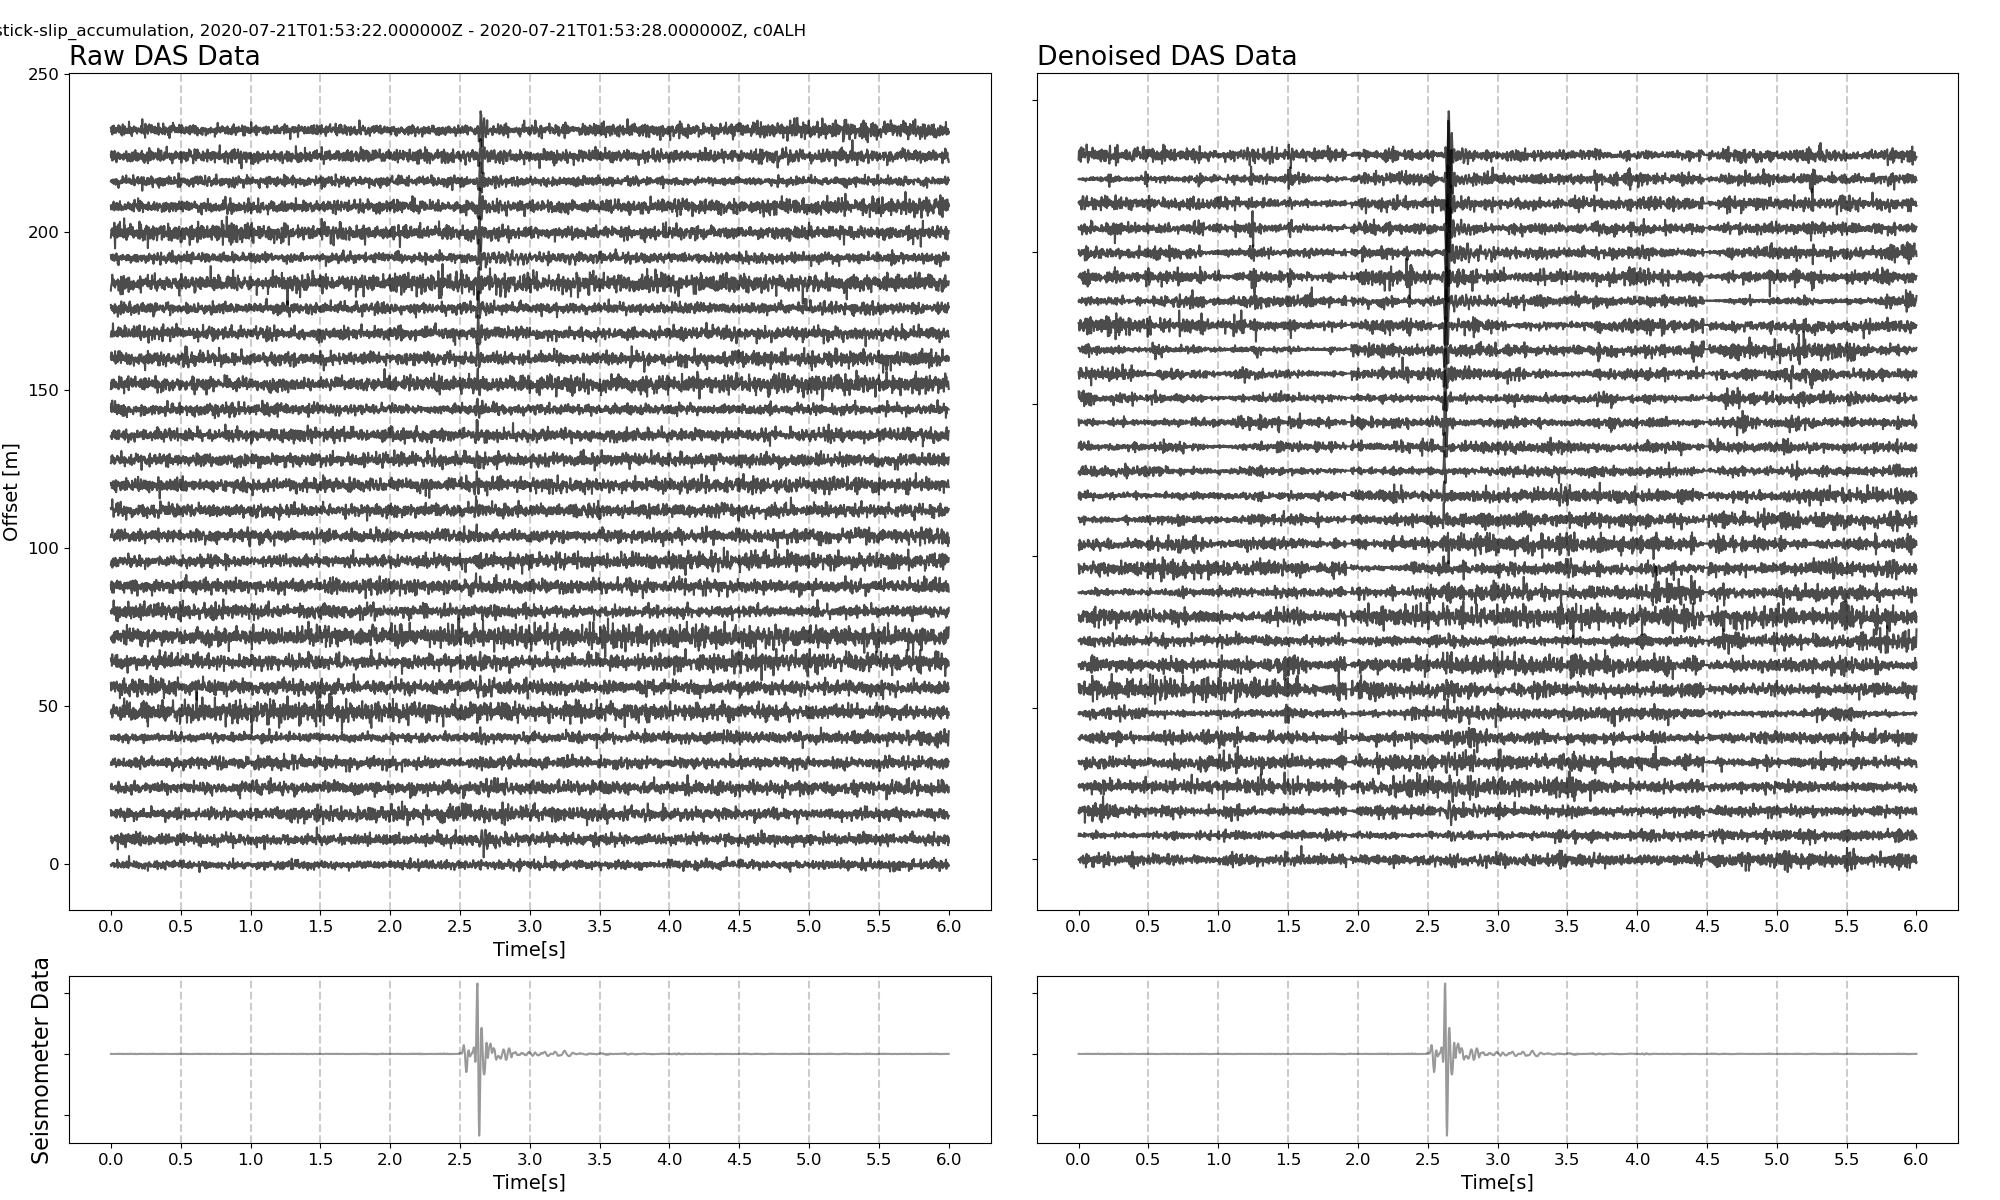 stick-slip_accumulation, 2020-07-21T01:53:22.000000Z - 2020-07-21T01:53:28.000000Z, c0ALH
Raw DAS Data
Denoised DAS Data
Offset [m]
250
200
150
100
50
0
0.0 0.5 1.0 1.5 2.0 2.5 3.0 3.5 4.0 4.5 5.0 5.5 6.0
Time[s]
0.0 0.5 1.0 1.5 2.0 2.5 3.0 3.5 4.0 4.5 5.0 5.5 6.0
Seismometer Data
0.0 0.5 1.0 1.5 2.0 2.5 3.0 3.5 4.0 4.5 5.0 5.5 6.0
Time[s]
0.0 0.5 1.0 1.5 2.0 2.5 3.0 3.5 4.0 4.5 5.0 5.5 6.0
Time[s]